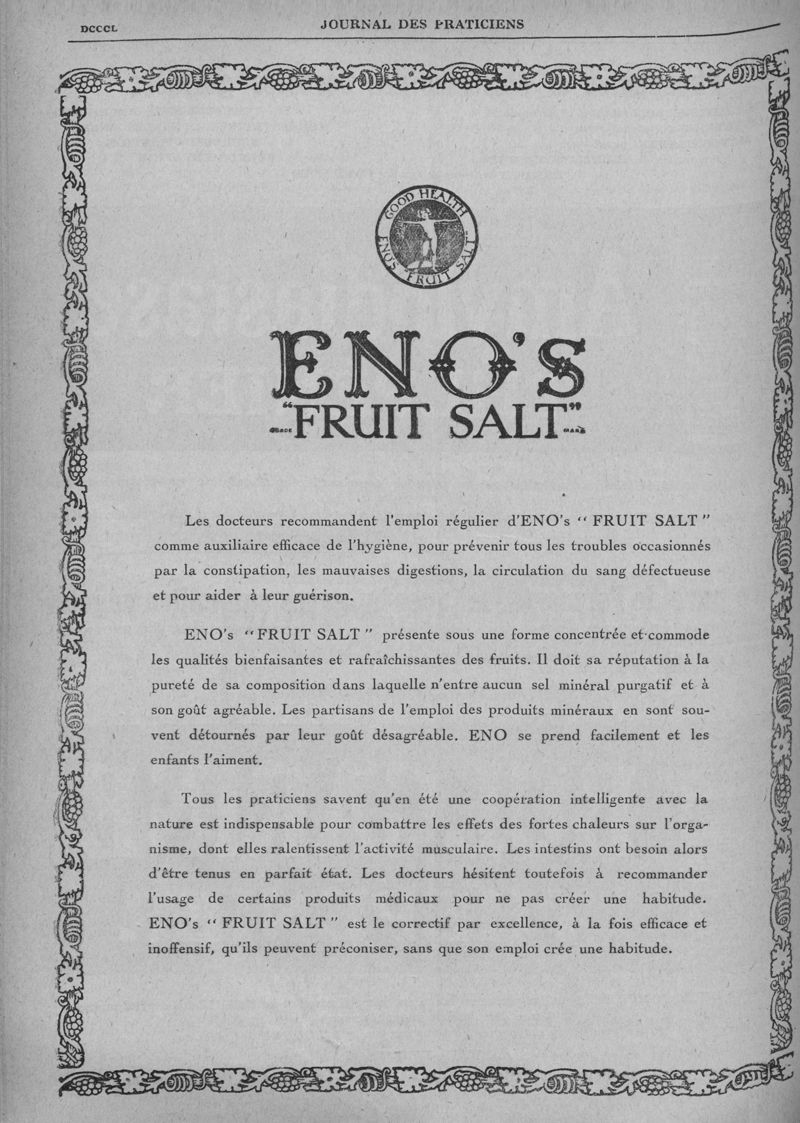 DCCCL
JOURNAL DES PRATICIENS
GOOD HEALTH
ENO'S FRUIT SALT
ENO'S
"FRUIT SALT"
TRADE MARK
Les docteurs recommandent l'emploi régulier d'ENO's "FRUIT SALT"
comme auxiliaire efficace de l'hygiène, pour prévenir tous les troubles occasionnés
par la constipation, les mauvaises digestions, la circulation du sang défectueuse
et pour aider à leur guérison.
ENO's "FRUIT SALT" présente sous une forme concentrée et commode
les qualités bienfaisantes et rafraîchissantes des fruits. Il doit sa réputation à la
pureté de sa composition dans laquelle n'entre aucun sel minéral purgatif et à
son goût agréable. Les partisans de l'emploi des produits minéraux en sont sou-
vent détournés par leur goût désagréable. ENO se prend facilement et les
enfants l'aiment.
Tous les praticiens savent qu'en été une coopération intelligente avec la
nature est indispensable pour combattre les effets des fortes chaleurs sur l'orga-
nisme, dont elles ralentissent l'activité musculaire. Les intestins ont besoin alors
d'être tenus en parfait état. Les docteurs hésitent toutefois à recommander
l'usage de certains produits médicaux pour ne pas créer une habitude.
ENO's "FRUIT SALT" est le correctif par excellence, à la fois efficace et
inoffensif, qu'ils peuvent préconiser, sans que son emploi crée une habitude.